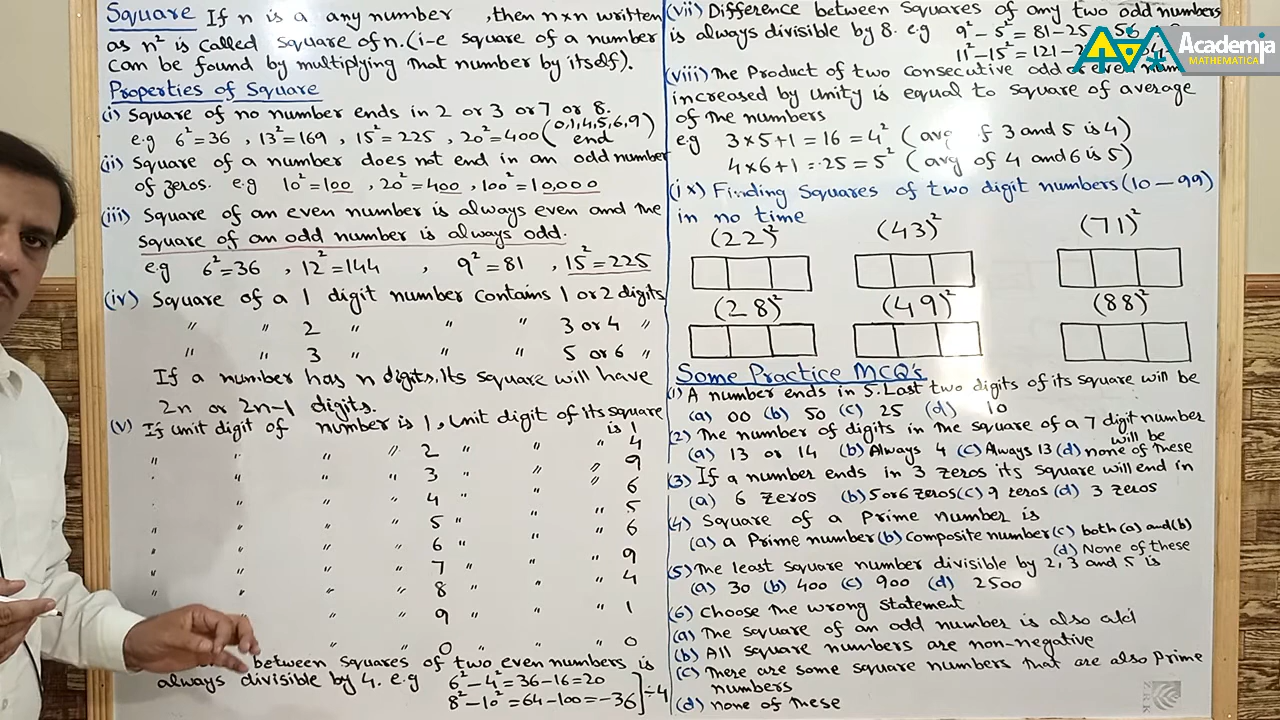 Square If n is a any number , then n×n written
as n² is called square of n. (i-e square of a number
can be found by multiplying that number by itself).
Properties of Square
(i) Square of no number ends in 2 or 3 or 7 or 8.
e.g 6²=36 , 13²=169 , 15²=225 , 20²=400 (0,1,4,5,6,9)
end
(ii) Square of a number does not end in an odd number
of zeros. e.g 10²=100 , 20²=400 , 100²=10,000
(iii) Square of an even number is always even and the
square of an odd number is always odd.
e.g 6²=36 , 12²=144 , 9²=81 , 15²=225
(iv) Square of a 1 digit number contains 1 or 2 digits
" " 2 " " " 3 or 4 "
" " 3 " " " 5 or 6 "
If a number has n digits, its square will have
2n or 2n-1 digits.
(v) If unit digit of number is 1, unit digit of its square
is 1
" " " " 2 " " " 4
" " " " 3 " " " 9
" " " " 4 " " " 6
" " " " 5 " " " 5
" " " " 6 " " " 6
" " " " 7 " " " 9
" " " " 8 " " " 4
" " " 9 " " " 1
" " 0 " " " 0
between squares of two even numbers is
always divisible by 4. e.g 6²-4²=36-16=20
8²-10²=64-100=-36] ÷4
(vii) Difference between squares of any two odd numbers
is always divisible by 8. e.g 9²-5²=81-25
11²-15²=121-2
Academia
MATHEMATICA
(viii) The Product of two consecutive odd or even num
increased by unity is equal to square of average
of the numbers
eg 3×5+1=16=4² (avg of 3 and 5 is 4)
4×6+1=25=5² (avg of 4 and 6 is 5)
(ix) Finding Squares of two digit numbers (10-99)
in no time
(22)² (43)² (71)²
(28)² (49)² (88)²
Some Practice MCQ's
(1) A number ends in 5. Last two digits of its square will be
(a) 00 (b) 50 (c) 25 (d) 10
(2) The number of digits in the square of a 7 digit number
will be
(a) 13 or 14 (b) Always 4 (c) Always 13 (d) none of these
(3) If a number ends in 3 zeros its square will end in
(a) 6 zeros (b) 5 or 6 zeros (c) 9 zeros (d) 3 zeros
(4) Square of a Prime number is
(a) a Prime number (b) composite number (c) both (a) and (b)
(d) None of these
(5) The least square number divisible by 2, 3 and 5 is
(a) 30 (b) 400 (c) 900 (d) 2500
(6) Choose the wrong statement
(a) The square of an odd number is also odd
(b) All square numbers are non-negative
(c) There are some square numbers that are also Prime
numbers
(d) none of these